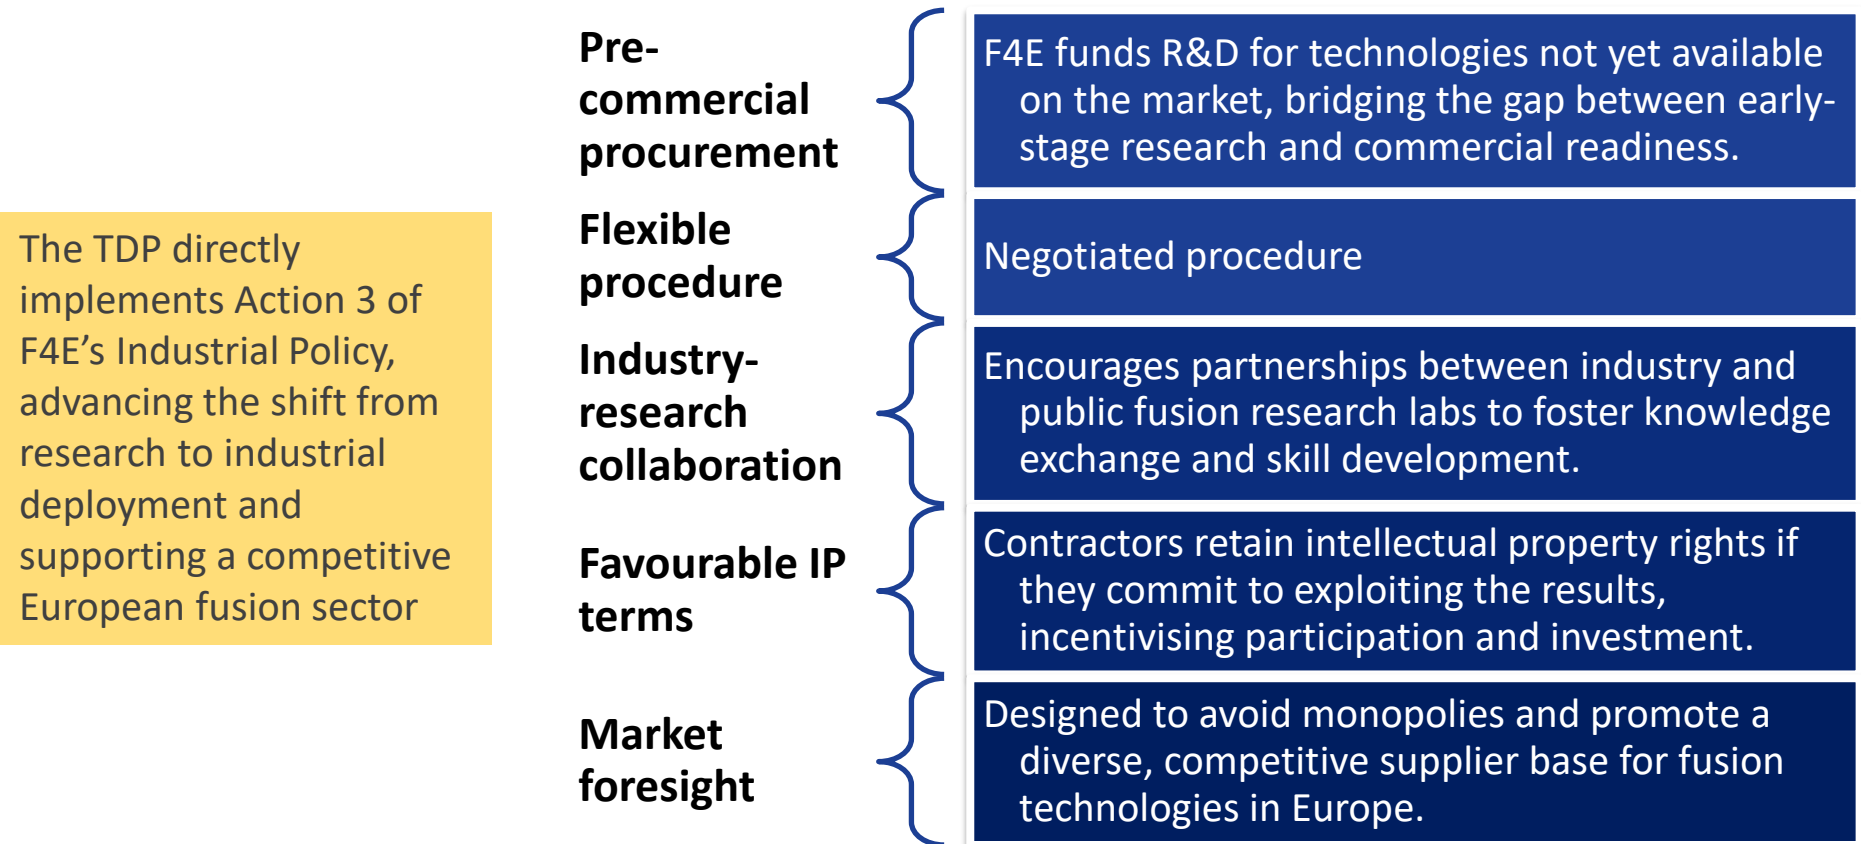 The TDP directly
implements Action 3 of
F4E’s Industrial Policy,
advancing the shift from
research to industrial
deployment and
supporting a competitive
European fusion sector
Pre-
commercial
procurement
F4E funds R&D for technologies not yet available
on the market, bridging the gap between early-
stage research and commercial readiness.
Flexible
procedure
Negotiated procedure
Industry-
research
collaboration
Encourages partnerships between industry and
public fusion research labs to foster knowledge
exchange and skill development.
Favourable IP
terms
Contractors retain intellectual property rights if
they commit to exploiting the results,
incentivising participation and investment.
Market
foresight
Designed to avoid monopolies and promote a
diverse, competitive supplier base for fusion
technologies in Europe.